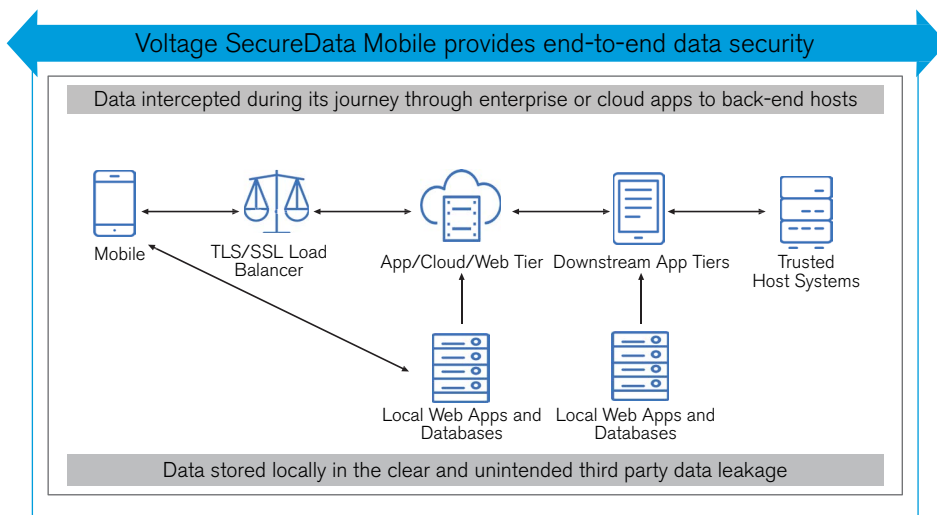 Voltage SecureData Mobile provides end-to-end data security
Data intercepted during its journey through enterprise or cloud apps to back-end hosts
Mobile
TLS/SSL Load
Balancer
App/Cloud/Web Tier
Downstream App Tiers
Trusted
Host Systems
Local Web Apps and
Databases
Local Web Apps and
Databases
Data stored locally in the clear and unintended third party data leakage